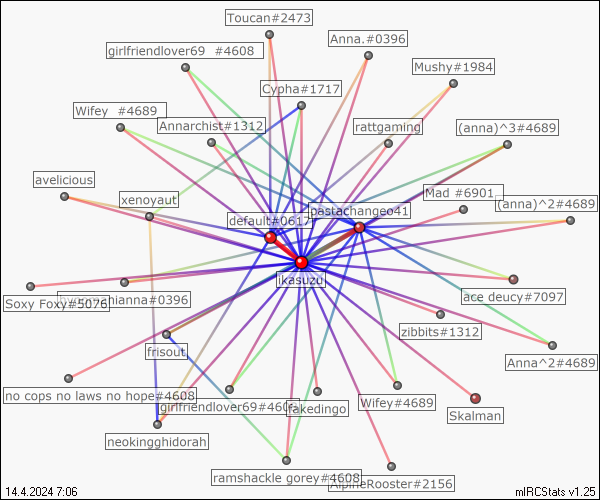 Toucan#2473
Anna.#0396
girlfriendlover69 #4608
Mushy#1984
Cypha#1717
Wifey #4689
Annarchist#1312
rattgaming
(anna)^3#4689
avelicious
xenoyaut
Mad #6901
(anna)^2#4689
default#0617
pastachangeo41
ikasuzu
Soxy Foxy#5076
hianna#0396
ace deucy#7097
zibbits#1312
frisout
Anna^2#4689
no cops no laws no hope#4608
girlfriendlover69#4608
fakedingo
Wifey#4689
Skalman
neokingghidorah
ramshackle gorey#4608
AlpineRooster#2156
14.4.2024 7:06
mIRCStats v1.25